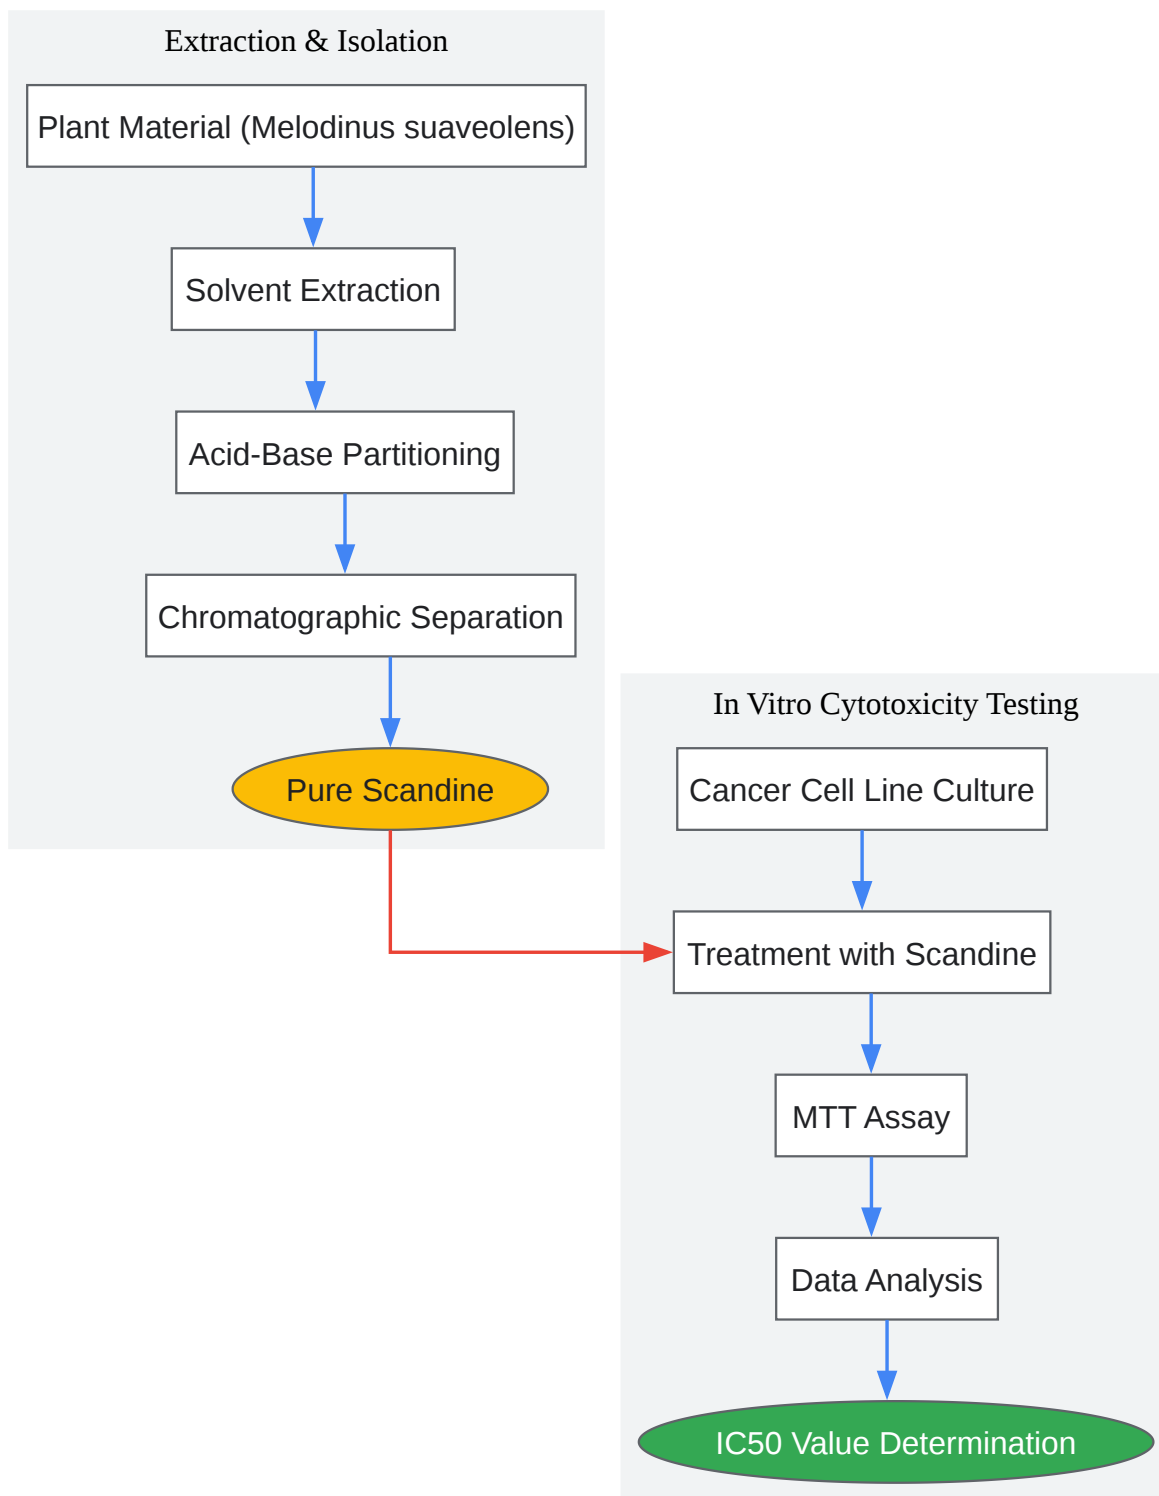 Extraction & Isolation
Plant Material (Melodinus suaveolens)
Solvent Extraction
Acid-Base Partitioning
Chromatographic Separation
Pure Scandine
In Vitro Cytotoxicity Testing
Cancer Cell Line Culture
Treatment with Scandine
MTT Assay
Data Analysis
IC50 Value Determination